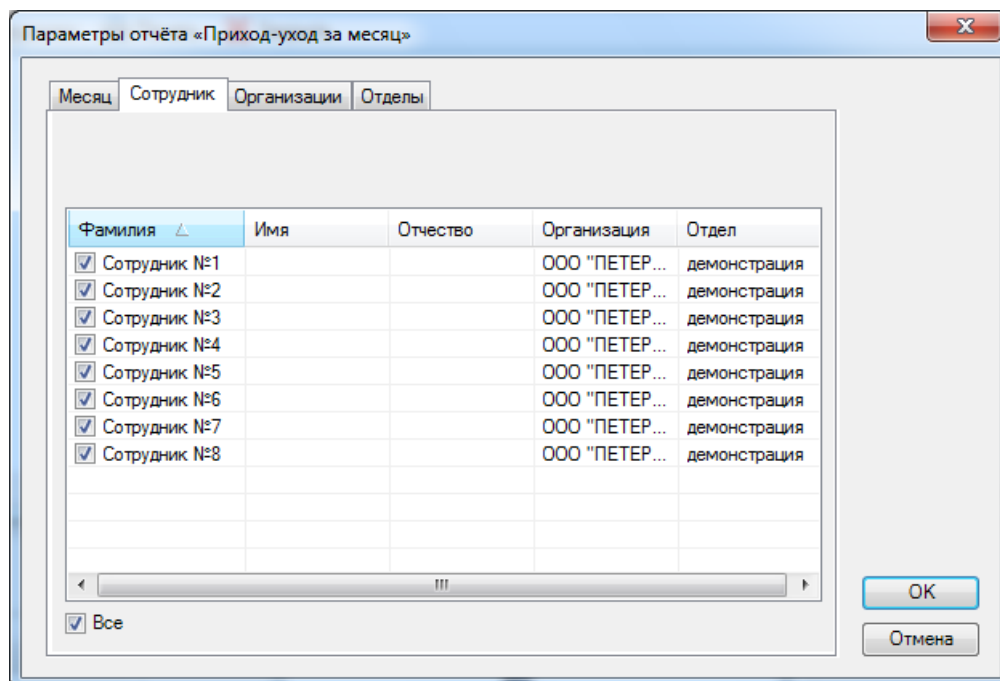 Параметры отчёта «Приход-уход за месяц»
Месяц Сотрудник Организации Отделы
Фамилия Имя Отчество Организация Отдел
Сотрудник №1 ООО "ПЕТЕР... демонстрация
Сотрудник №2 ООО "ПЕТЕР... демонстрация
Сотрудник №3 ООО "ПЕТЕР... демонстрация
Сотрудник №4 ООО "ПЕТЕР... демонстрация
Сотрудник №5 ООО "ПЕТЕР... демонстрация
Сотрудник №6 ООО "ПЕТЕР... демонстрация
Сотрудник №7 ООО "ПЕТЕР... демонстрация
Сотрудник №8 ООО "ПЕТЕР... демонстрация
OK
Все
Отмена